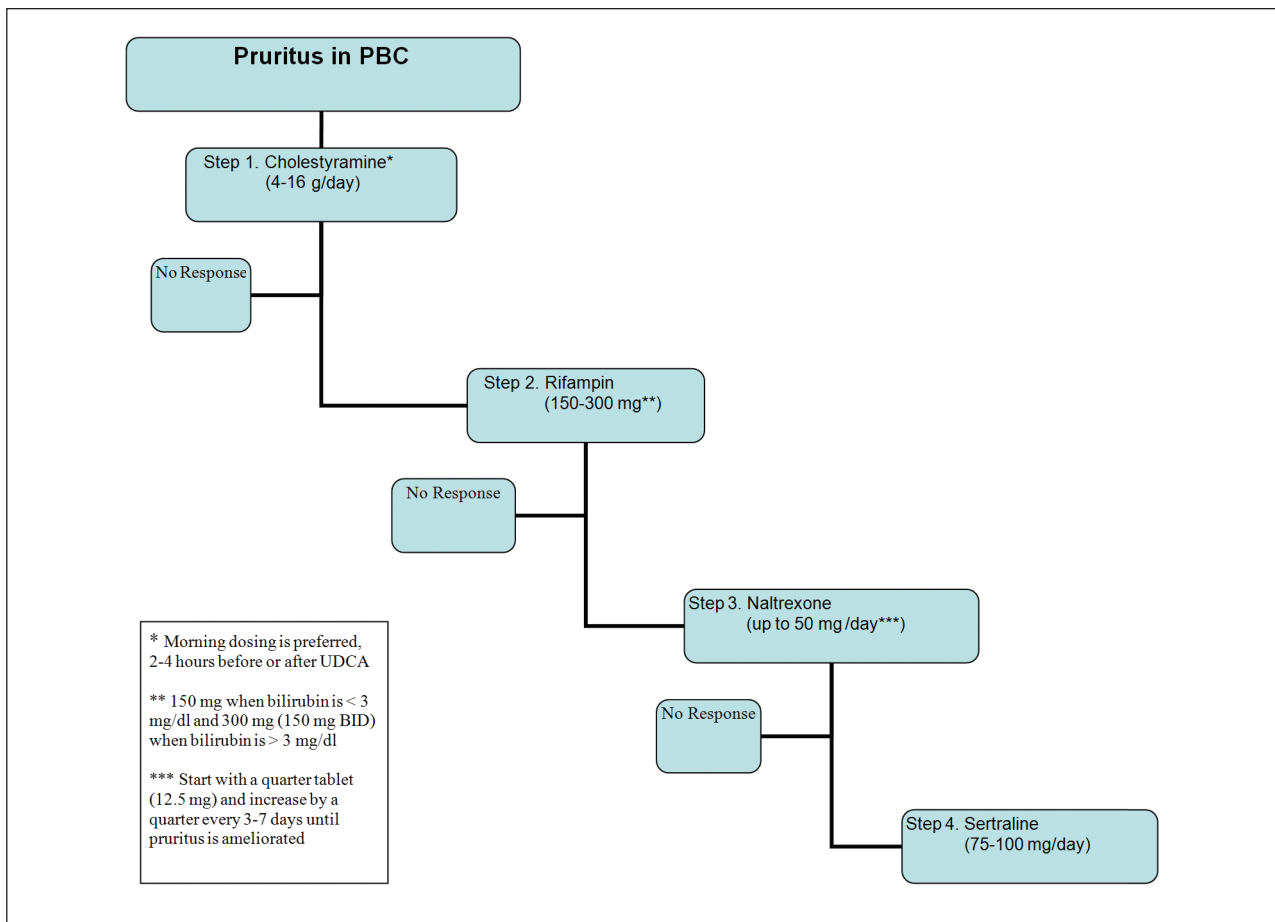 Pruritus in PBC
Step 1. Cholestyramine*
(4-16 g/day)
No Response
Step 2. Rifampin
(150-300 mg**)
No Response
Step 3. Naltrexone
(up to 50 mg/day***)
No Response
Step 4. Sertraline
(75-100 mg/day)
* Morning dosing is preferred,
2-4 hours before or after UDCA
** 150 mg when bilirubin is < 3
mg/dl and 300 mg (150 mg BID)
when bilirubin is > 3 mg/dl
*** Start with a quarter tablet
(12.5 mg) and increase by a
quarter every 3-7 days until
pruritus is ameliorated